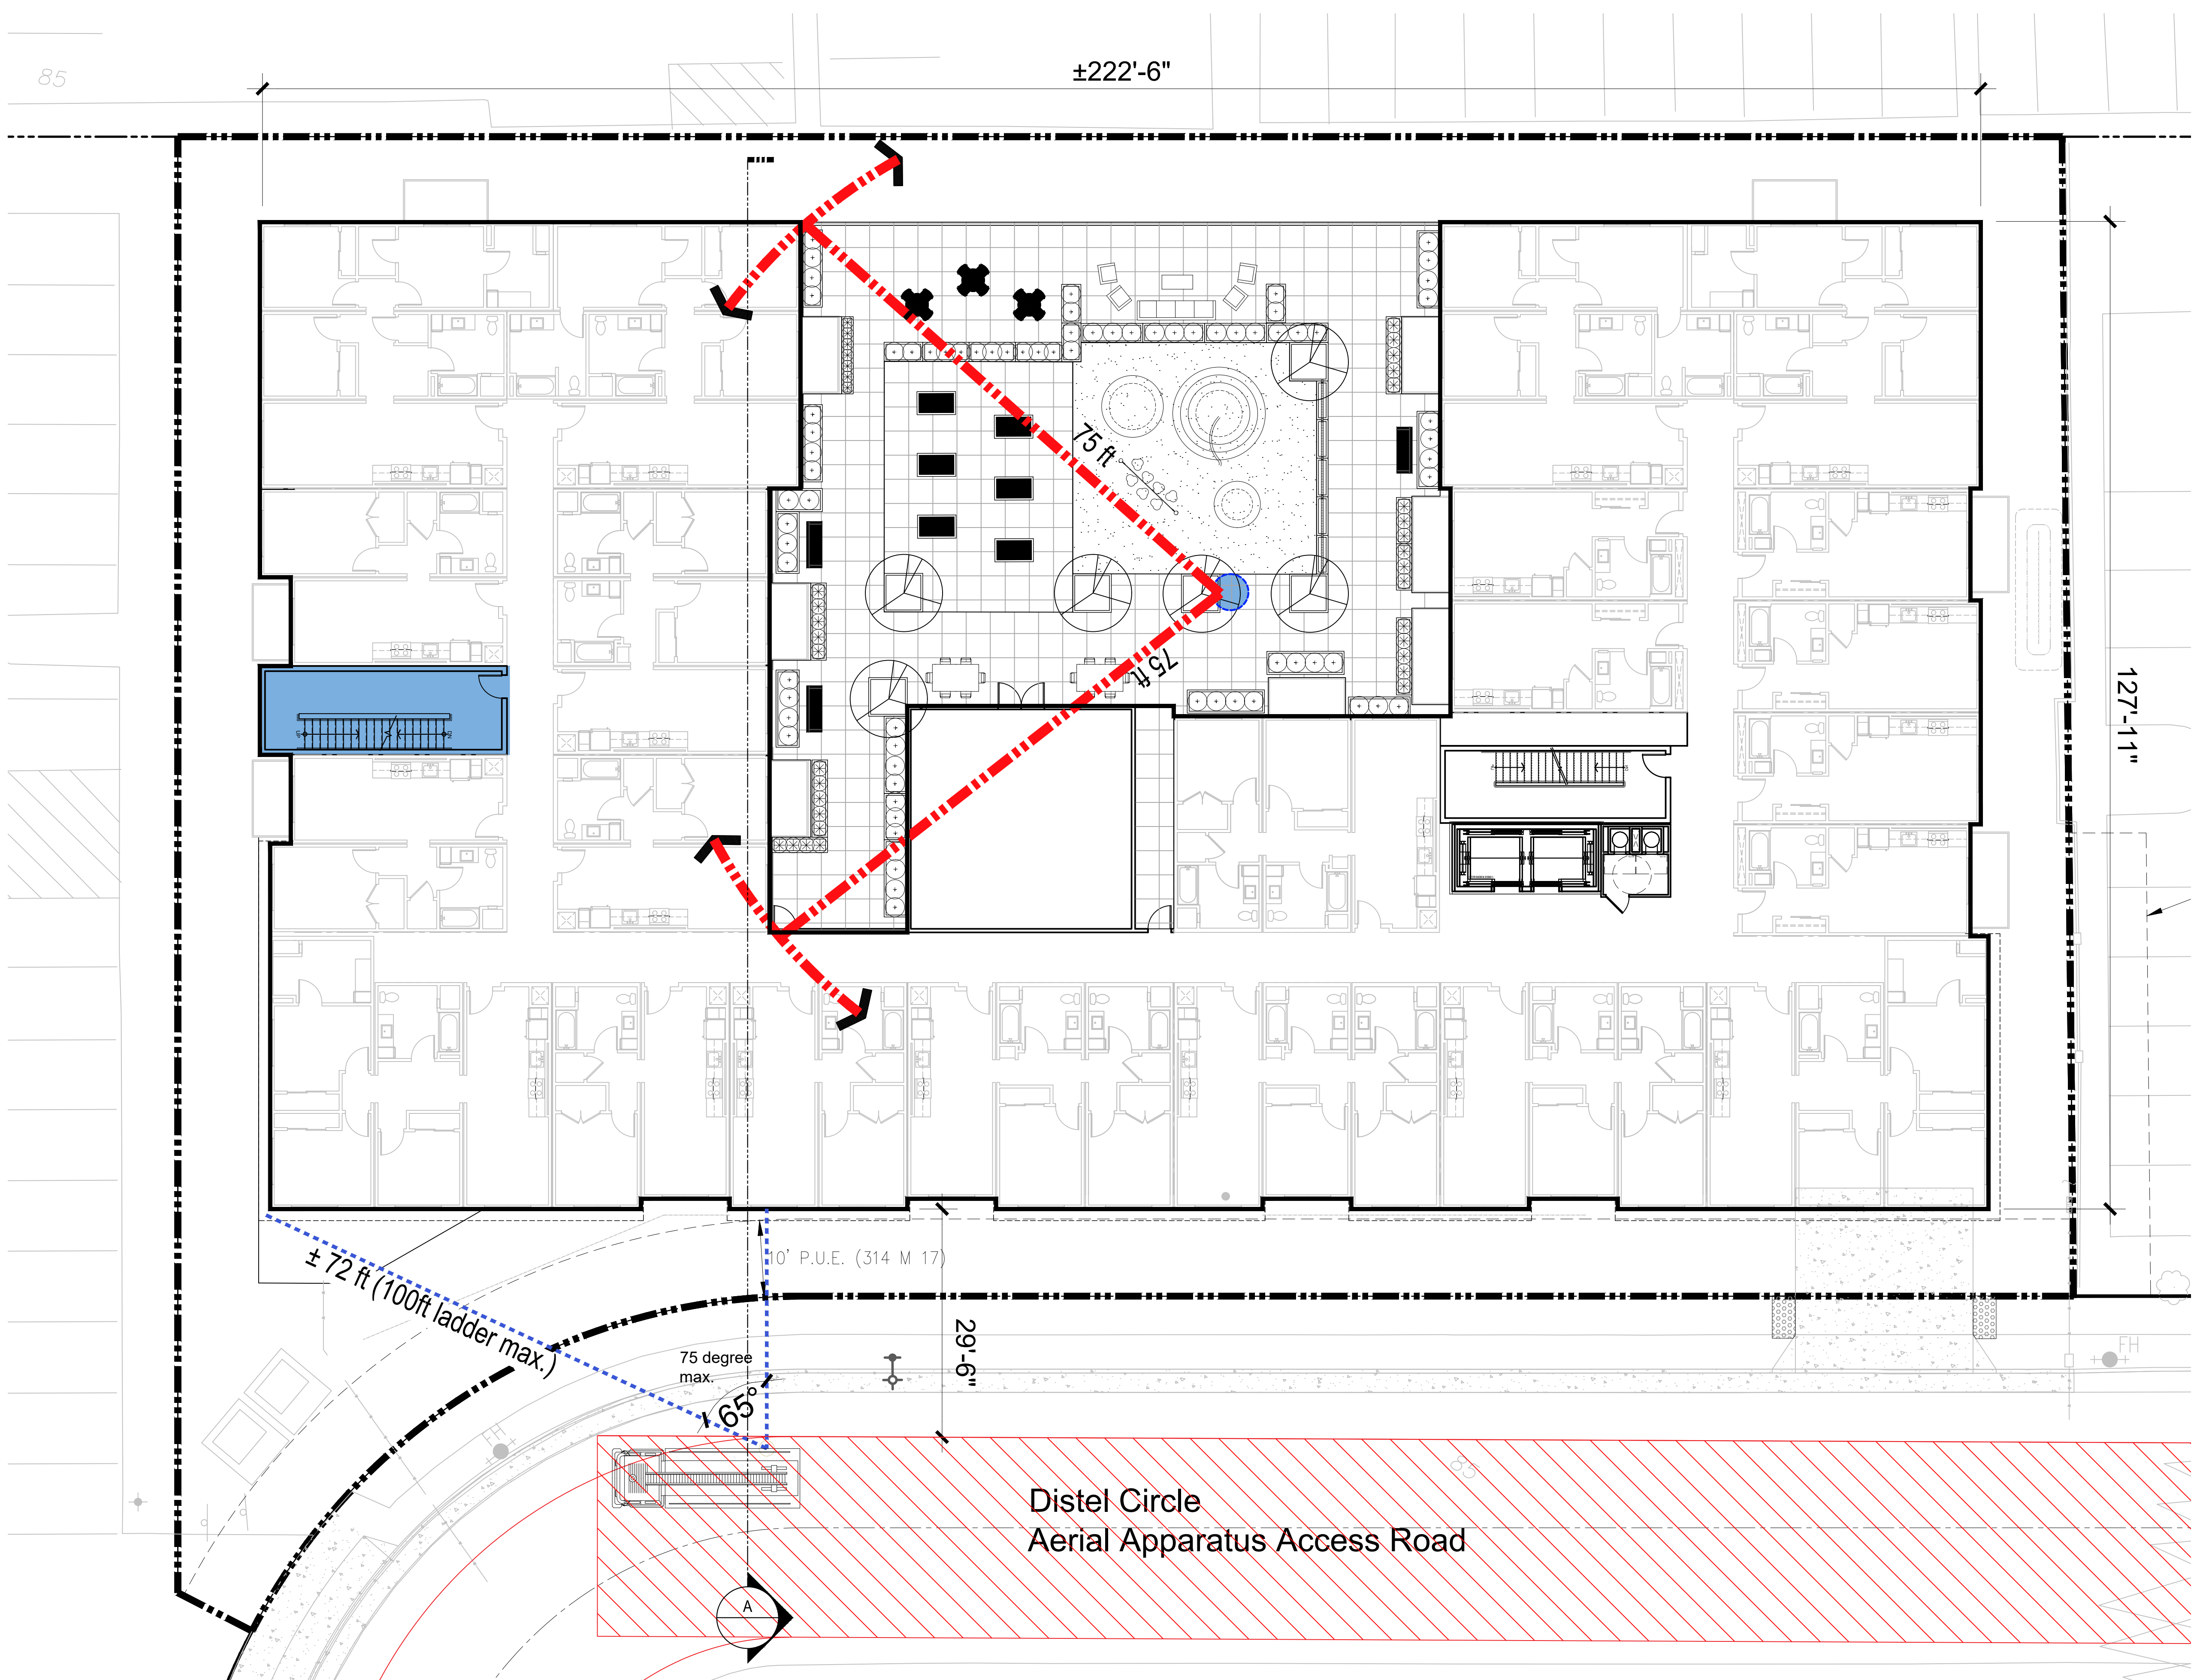 85
±222'-6"
75 ft
75 ft
127'-11"
± 72 ft (100ft ladder max.)
10' P.U.E. (314 M 17)
29'-6"
75 degree
max.
65°
FH
FH
Distel Circle
Aerial Apparatus Access Road
A